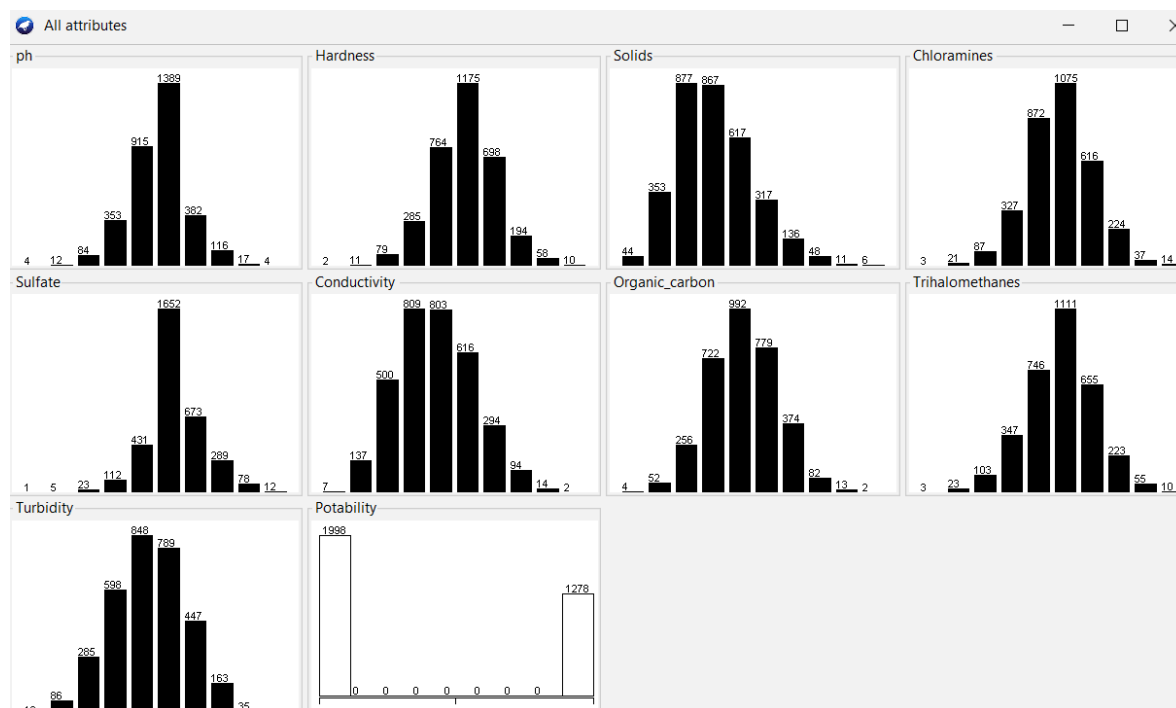 All attributes
ph
4 12 84 353 915 1389 382 116 17 4
Hardness
2 11 79 285 764 1175 698 194 58 10
Solids
44 353 877 867 617 317 136 48 11 6
Chloramines
3 21 87 327 872 1075 616 224 37 14
Sulfate
1 5 23 112 431 1652 673 289 78 12
Conductivity
7 137 500 809 803 616 294 94 14 2
Organic_carbon
4 52 256 722 992 779 374 82 13 2
Trihalomethanes
3 23 103 347 746 1111 655 223 55 10
Turbidity
86 285 598 848 789 447 163 35
Potability
1998 0 0 0 0 0 0 0 1278